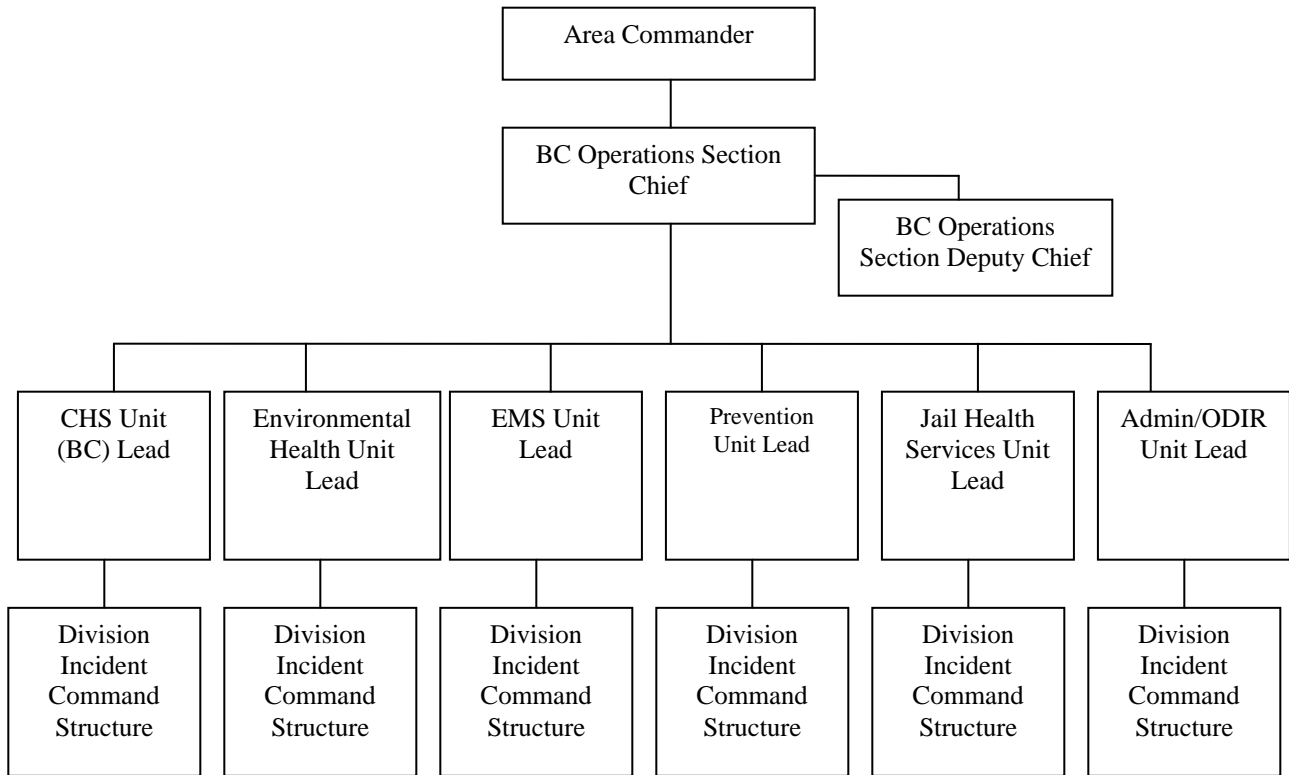 Area Commander
BC Operations Section
Chief
BC Operations
Section Deputy Chief
CHS Unit
(BC) Lead
Environmental
Health Unit
Lead
EMS Unit
Lead
Prevention
Unit Lead
Jail Health
Services Unit
Lead
Admin/ODIR
Unit Lead
Division
Incident
Command
Structure
Division
Incident
Command
Structure
Division
Incident
Command
Structure
Division
Incident
Command
Structure
Division
Incident
Command
Structure
Division
Incident
Command
Structure